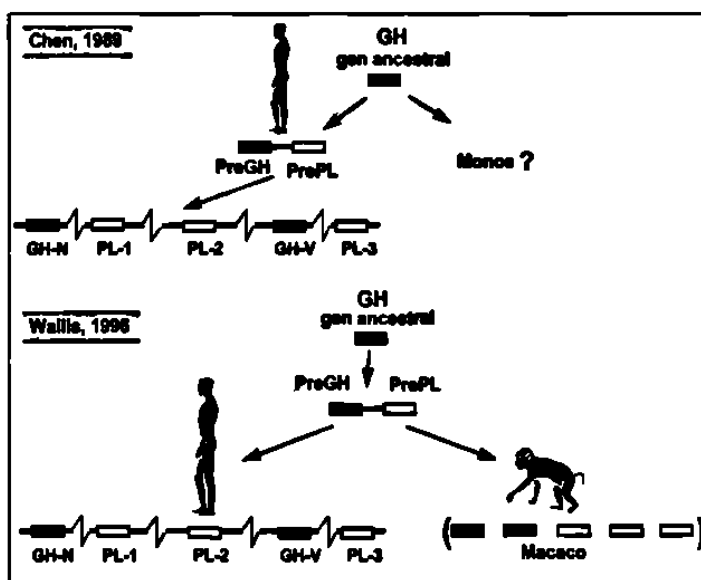 Chen, 1989
GH
gen ancestral
PreGH PrePL
Monos ?
GH-N PL-1 PL-2 GH-V PL-3
Wallis, 1996
GH
gen ancestral
PreGH PrePL
GH-N PL-1 PL-2 GH-V PL-3
Macaco